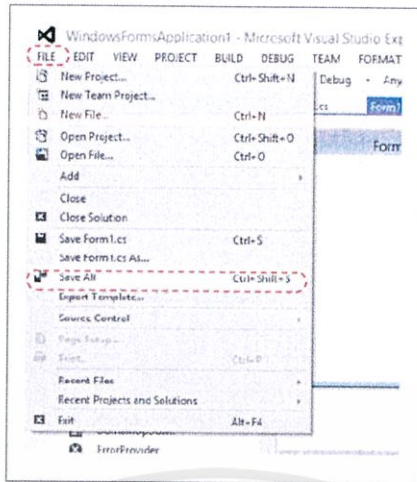 WindowsFormsApplication1 - Microsoft Visual Studio Exp
FILE EDIT VIEW PROJECT BUILD DEBUG TEAM FORMAT
New Project... Ctrl+Shift+N Debug - Any
New Team Project...
New File... Ctrl+N .cs Form1
Open Project... Ctrl+Shift+O
Open File... Ctrl+O Form
Add
Close
Close Solution
Save Form1.cs Ctrl+S
Save Form1.cs As...
Save All Ctrl+Shift+S
Export Template...
Source Control
Page Setup...
Print... Ctrl+P
Recent Files
Recent Projects and Solutions
Exit Alt+F4
ErrorProvider